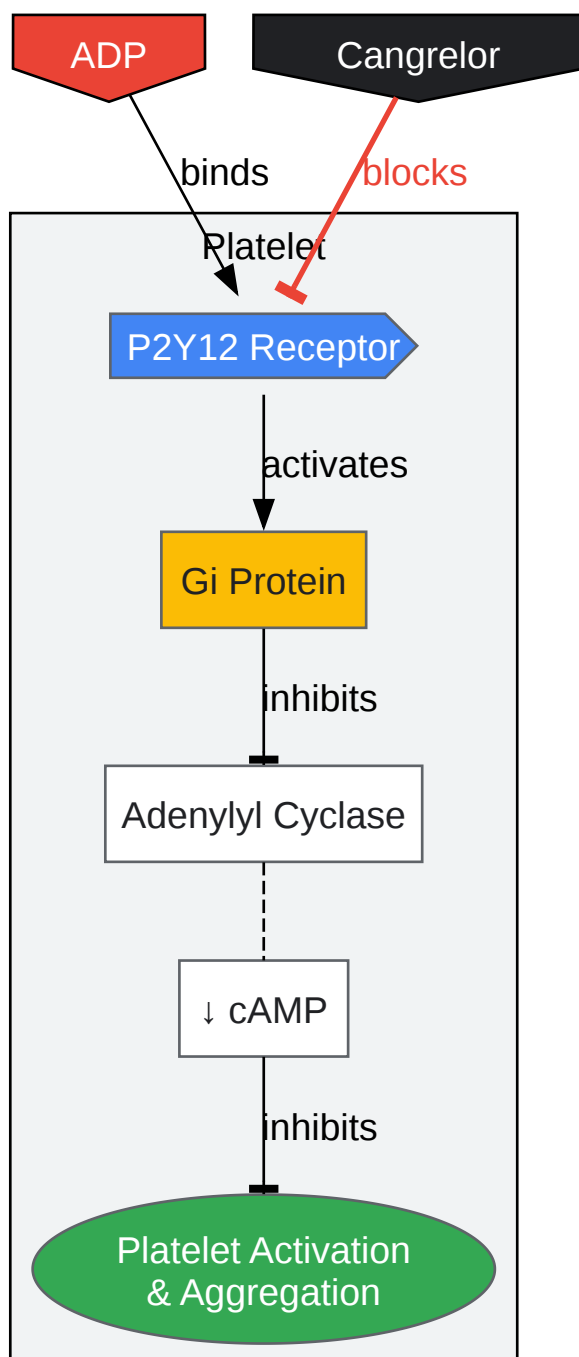 ADP
Cangrelor
binds
blocks
Platelet
P2Y12 Receptor
activates
Gi Protein
inhibits
Adenylyl Cyclase
↓ cAMP
inhibits
Platelet Activation
& Aggregation